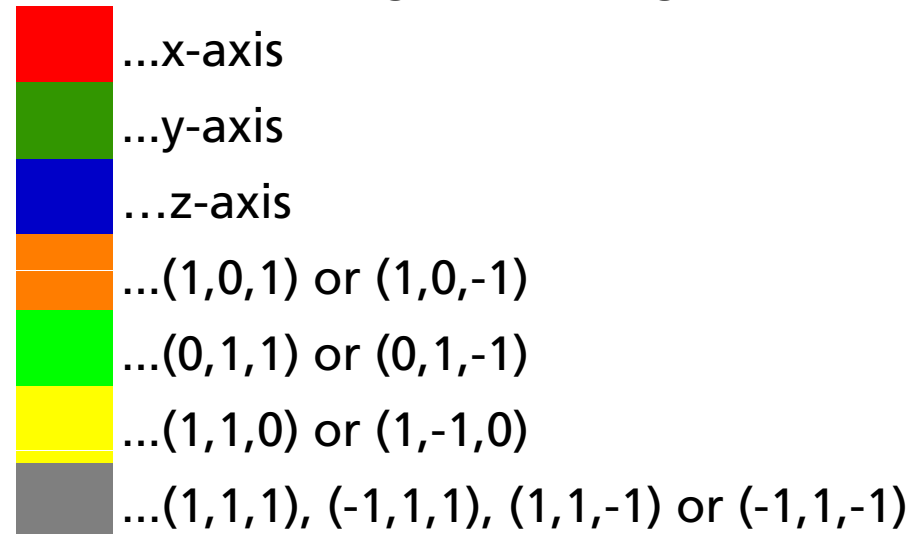 ...x-axis
...y-axis
…z-axis
...(1,0,1) or (1,0,-1)
...(0,1,1) or (0,1,-1)
...(1,1,0) or (1,-1,0)
...(1,1,1), (-1,1,1), (1,1,-1) or (-1,1,-1)